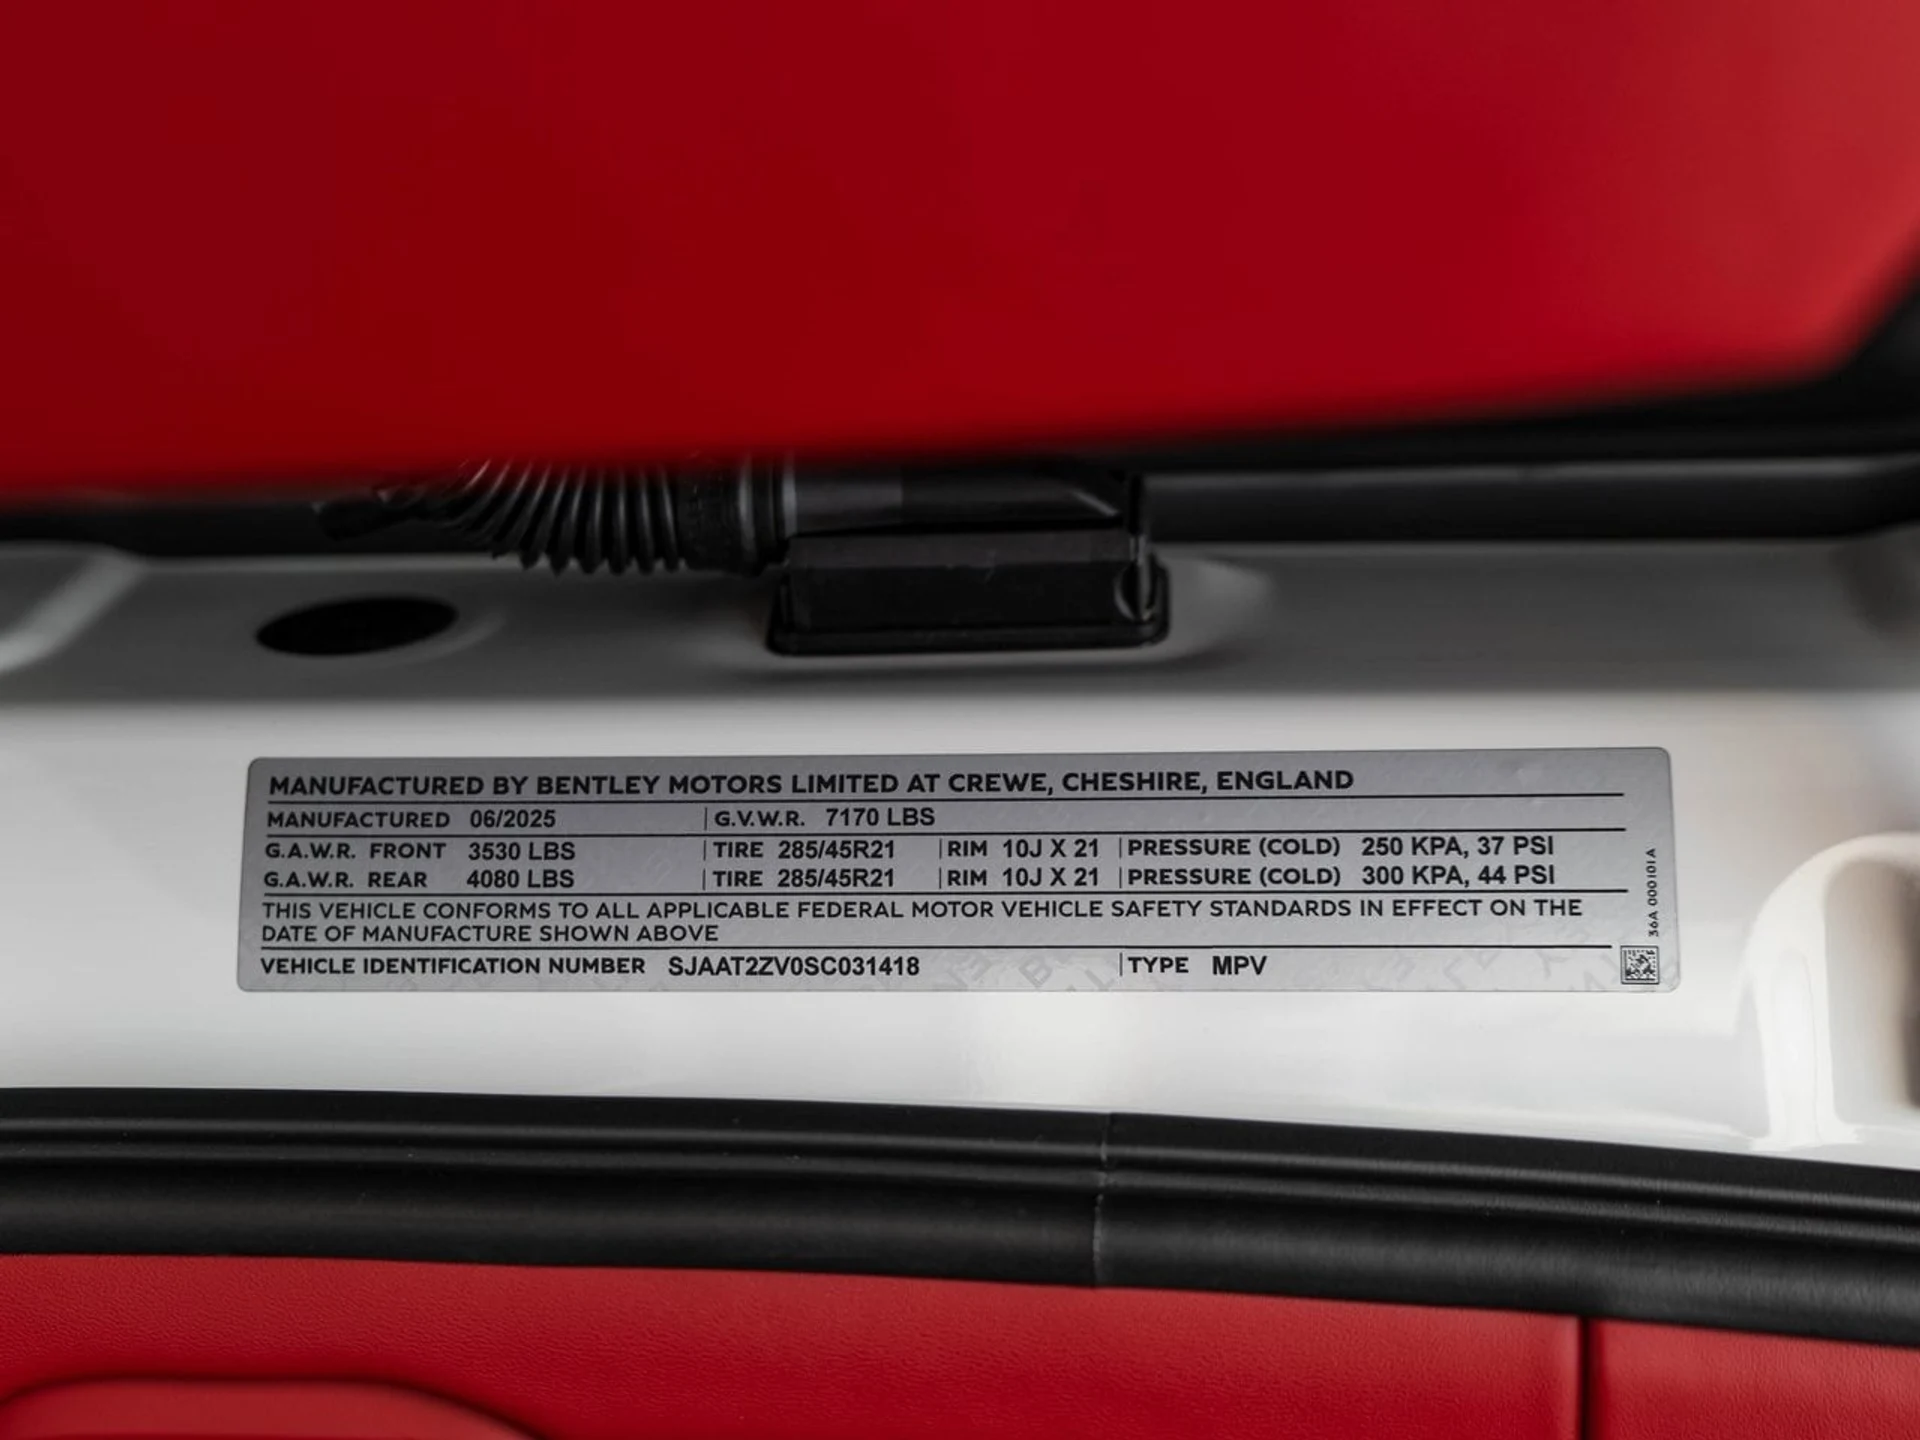 MANUFACTURED BY BENTLEY MOTORS LIMITED AT CREWE, CHESHIRE, ENGLAND
MANUFACTURED 06/2025 G.V.W.R. 7170 LBS
G.A.W.R. FRONT 3530 LBS TIRE 285/45R21 RIM 10J X 21 PRESSURE (COLD) 250 KPA, 37 PSI
G.A.W.R. REAR 4080 LBS TIRE 285/45R21 RIM 10J X 21 PRESSURE (COLD) 300 KPA, 44 PSI
THIS VEHICLE CONFORMS TO ALL APPLICABLE FEDERAL MOTOR VEHICLE SAFETY STANDARDS IN EFFECT ON THE
DATE OF MANUFACTURE SHOWN ABOVE
VEHICLE IDENTIFICATION NUMBER SJAAT2ZV0SC031418 TYPE MPV
36A 000101A